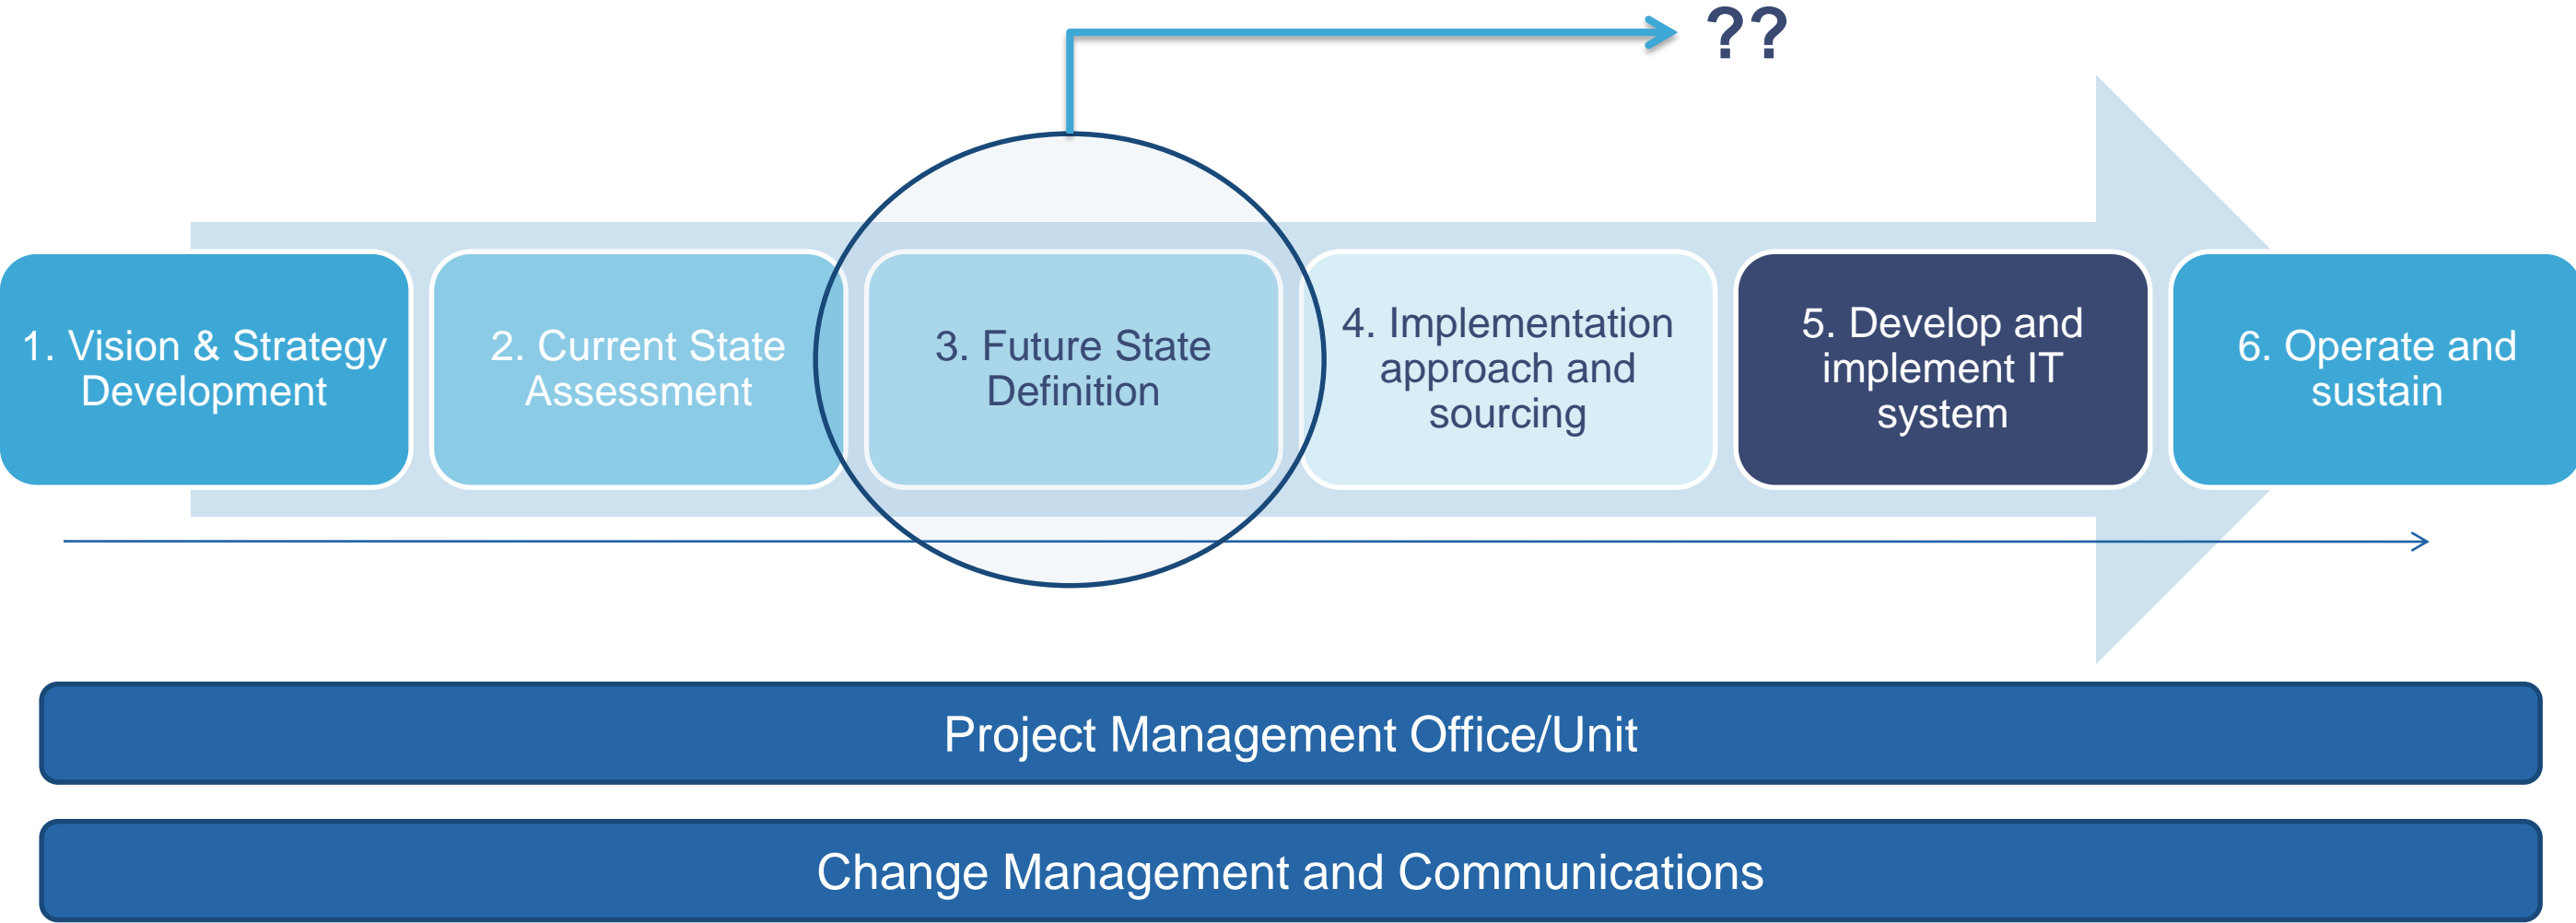 ??
1. Vision & Strategy
Development
2. Current State
Assessment
3. Future State
Definition
4. Implementation
approach and
sourcing
5. Develop and
implement IT
system
6. Operate and
sustain
Project Management Office/Unit
Change Management and Communications